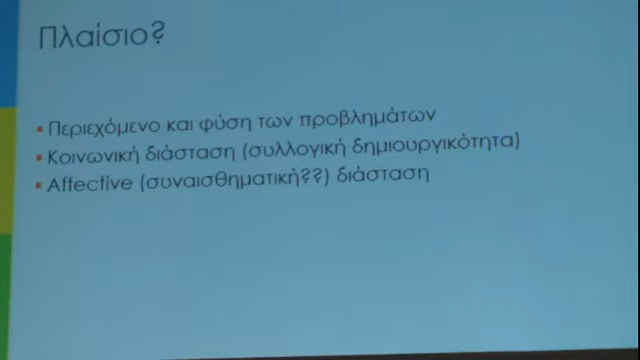 Πλαίσιο?
▪ Περιεχόμενο και φύση των προβλημάτων
▪ Κοινωνική διάσταση (συλλογική δημιουργικότητα)
▪ Affective (συναισθηματική??) διάσταση